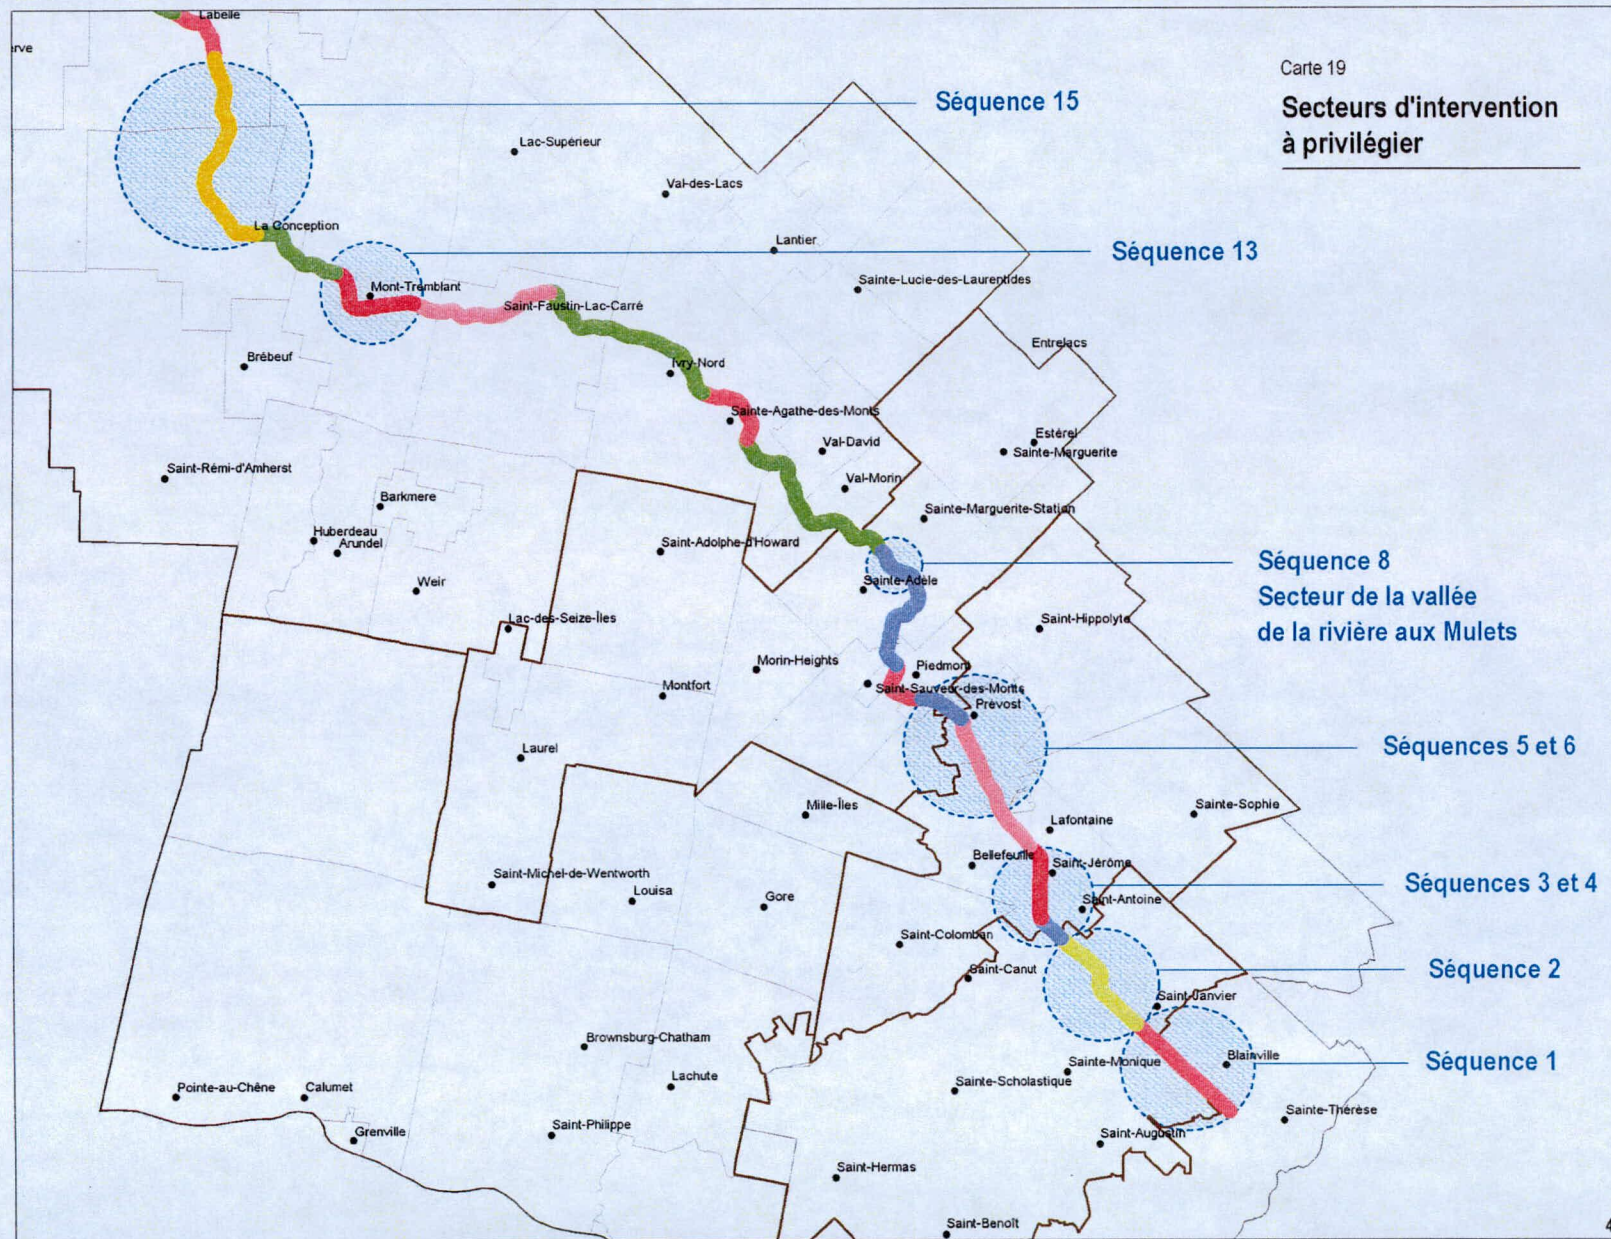 Labelle
erve
Carte 19
Secteurs d'intervention
à privilégier
Séquence 15
Lac-Supérieur
Val-des-Lacs
La Conception
Lantier
Séquence 13
Mont-Tremblant
Sainte-Lucie-des-Laurentides
Saint-Faustin-Lac-Carré
Entrelacs
Brébeuf
Ivry-Nord
Sainte-Agathe-des-Monts
Val-David
Estérel
Sainte-Marguerite
Saint-Rémi-d'Amherst
Val-Morin
Barkmere
Sainte-Marguerite-Station
Huberdeau
Arundel
Saint-Adolphe-d'Howard
Séquence 8
Secteur de la vallée
de la rivière aux Mulets
Weir
Sainte-Adèle
Lac-des-Seize-Îles
Saint-Hippolyte
Morin-Heights
Piedmont
Montfort
Saint-Sauveur-des-Monts
Prévost
Laurel
Séquences 5 et 6
Mille-Îles
Sainte-Sophie
Lafontaine
Bellefeuille
Saint-Jérôme
Saint-Michel-de-Wentworth
Louisa
Gore
Séquences 3 et 4
Saint-Antoine
Saint-Colomban
Saint-Canut
Séquence 2
Saint-Janvier
Brownsburg-Chatham
Sainte-Monique
Blainville
Séquence 1
Lachute
Sainte-Scholastique
Pointe-au-Chêne
Calumet
Sainte-Thérèse
Grenville
Saint-Philippe
Saint-Augustin
Saint-Hermas
Saint-Benoît
4